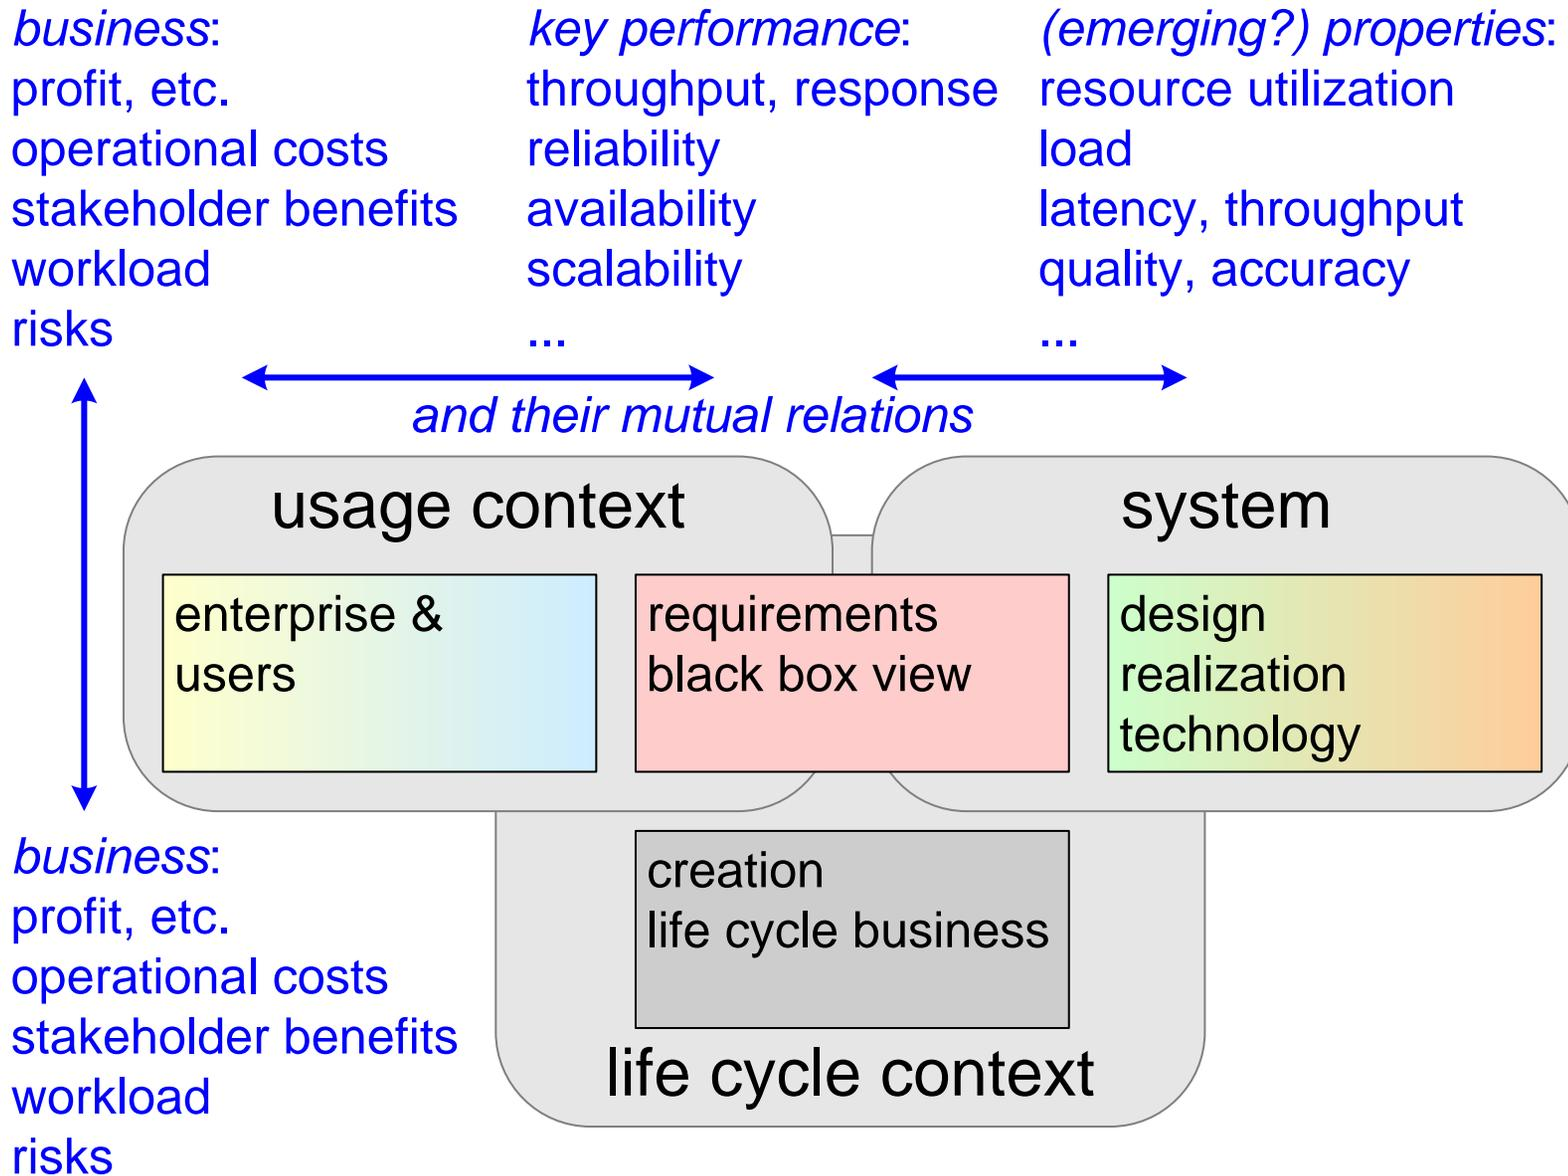 business:
profit, etc.
operational costs
stakeholder benefits
workload
risks
key performance:
throughput, response
reliability
availability
scalability
...
(emerging?) properties:
resource utilization
load
latency, throughput
quality, accuracy
...
and their mutual relations
usage context
enterprise &
users
requirements
black box view
system
design
realization
technology
business:
profit, etc.
operational costs
stakeholder benefits
workload
risks
creation
life cycle business
life cycle context